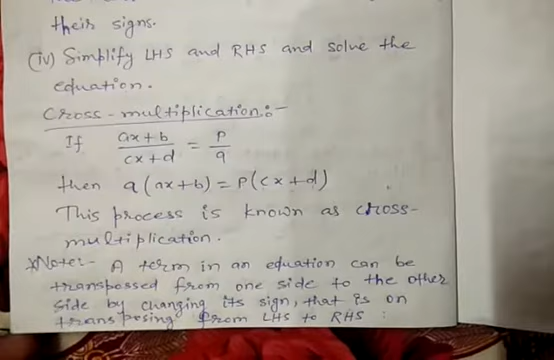 their signs.
(iv) Simplify LHS and RHS and solve the
equation.
Cross-multiplication:-
If (ax+b)/(cx+d) = p/q
then q(ax+b) = p(cx+d)
This process is known as cross-
multiplication.
*Note:- A term in an equation can be
transpossed from one side to the other
side by changing its sign, that is on
transposing from LHS to RHS :